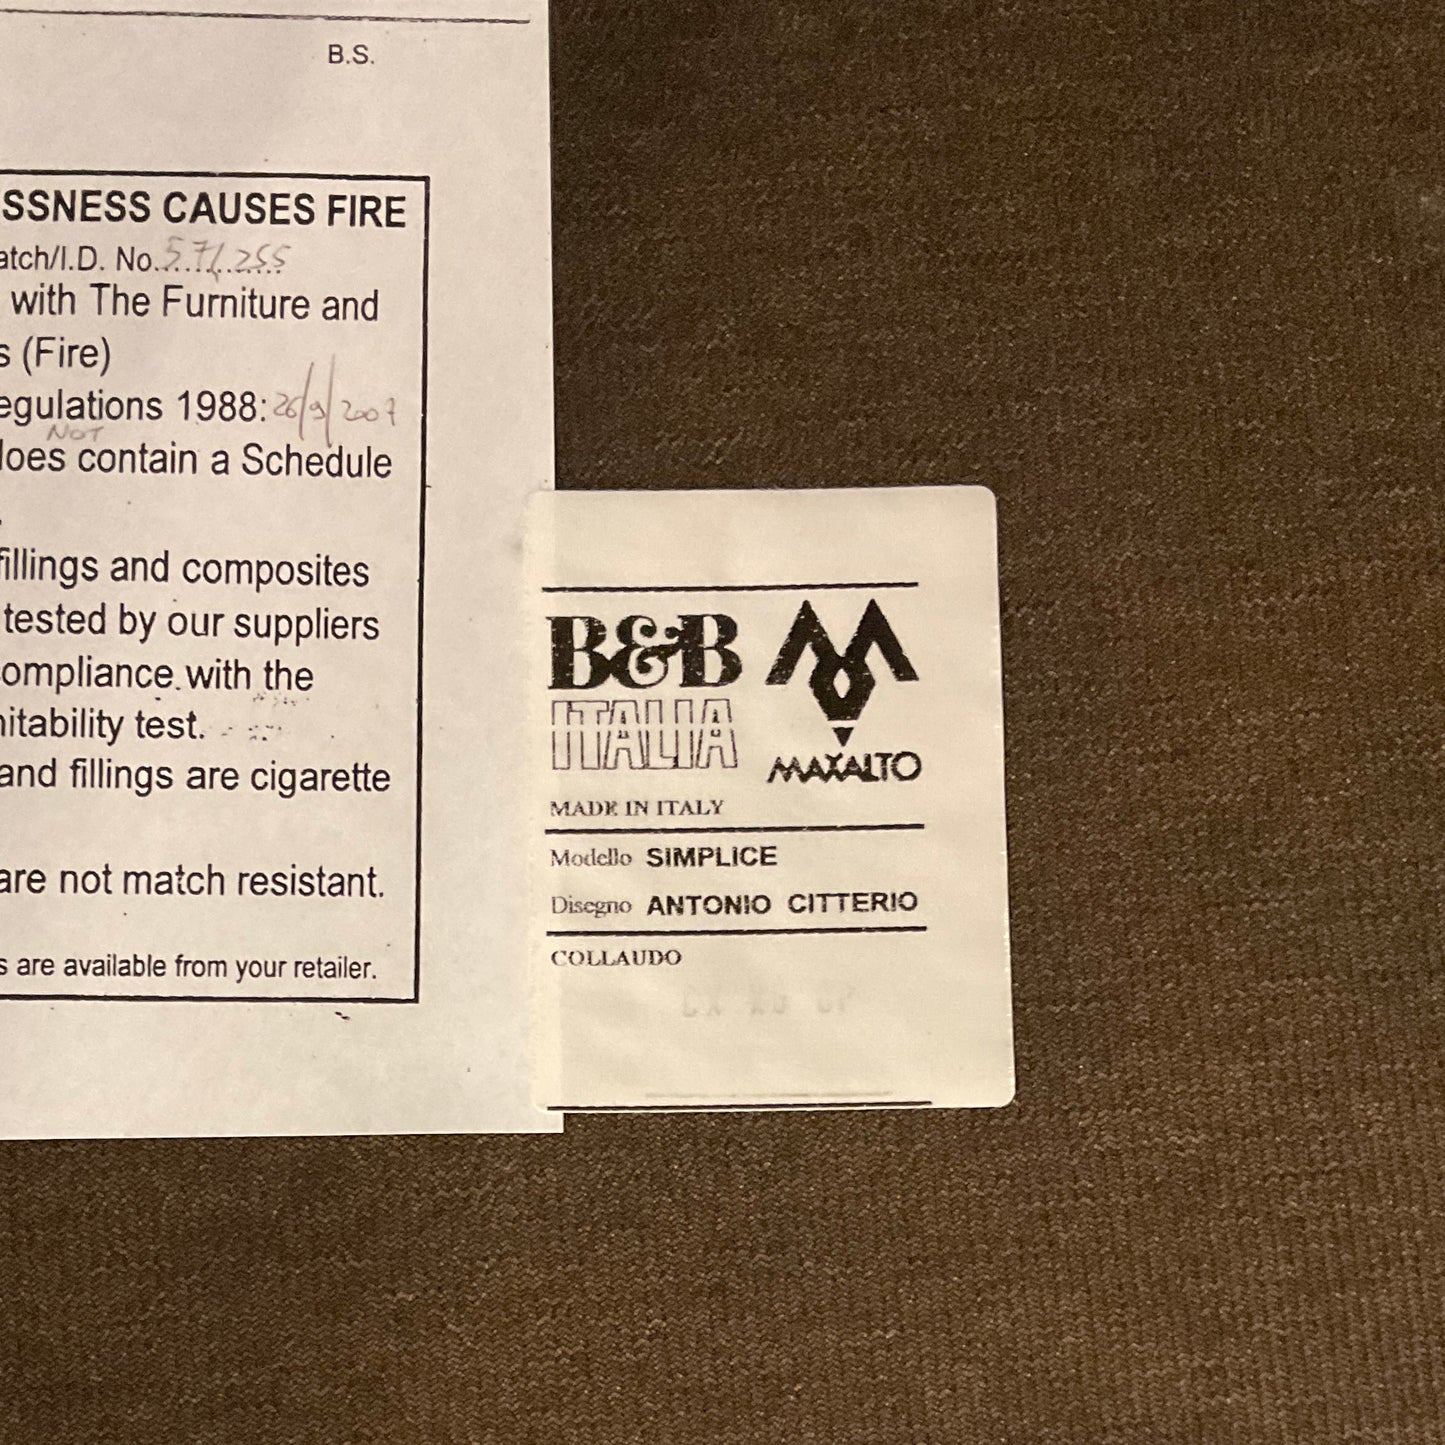 B.S.
SSNESS CAUSES FIRE
atch/I.D. No. 57/255
with The Furniture and
s (Fire)
egulations 1988: 26/9/2007
NOT
loes contain a Schedule
fillings and composites
tested by our suppliers
ompliance with the
nitability test.
and fillings are cigarette
are not match resistant.
s are available from your retailer.
B&B
ITALIA
MAXALTO
MADE IN ITALY
Modello SIMPLICE
Disegno ANTONIO CITTERIO
COLLAUDO